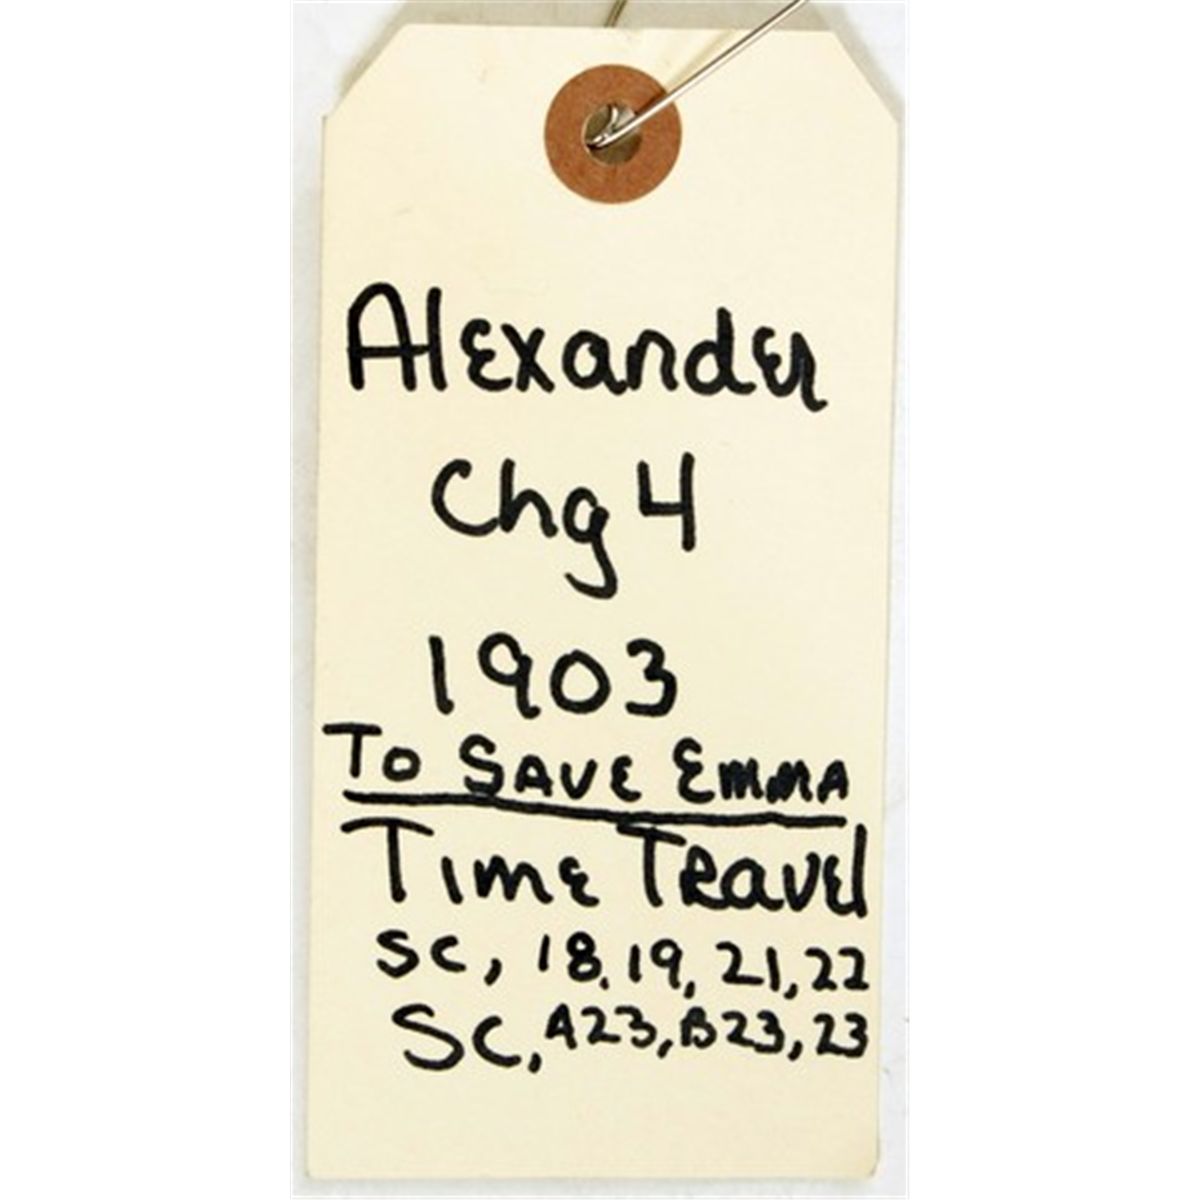 Alexander
Chg 4
1903
To SAVE EMMA
Time Travel
SC, 18, 19, 21, 22
SC, A23, B23, 23